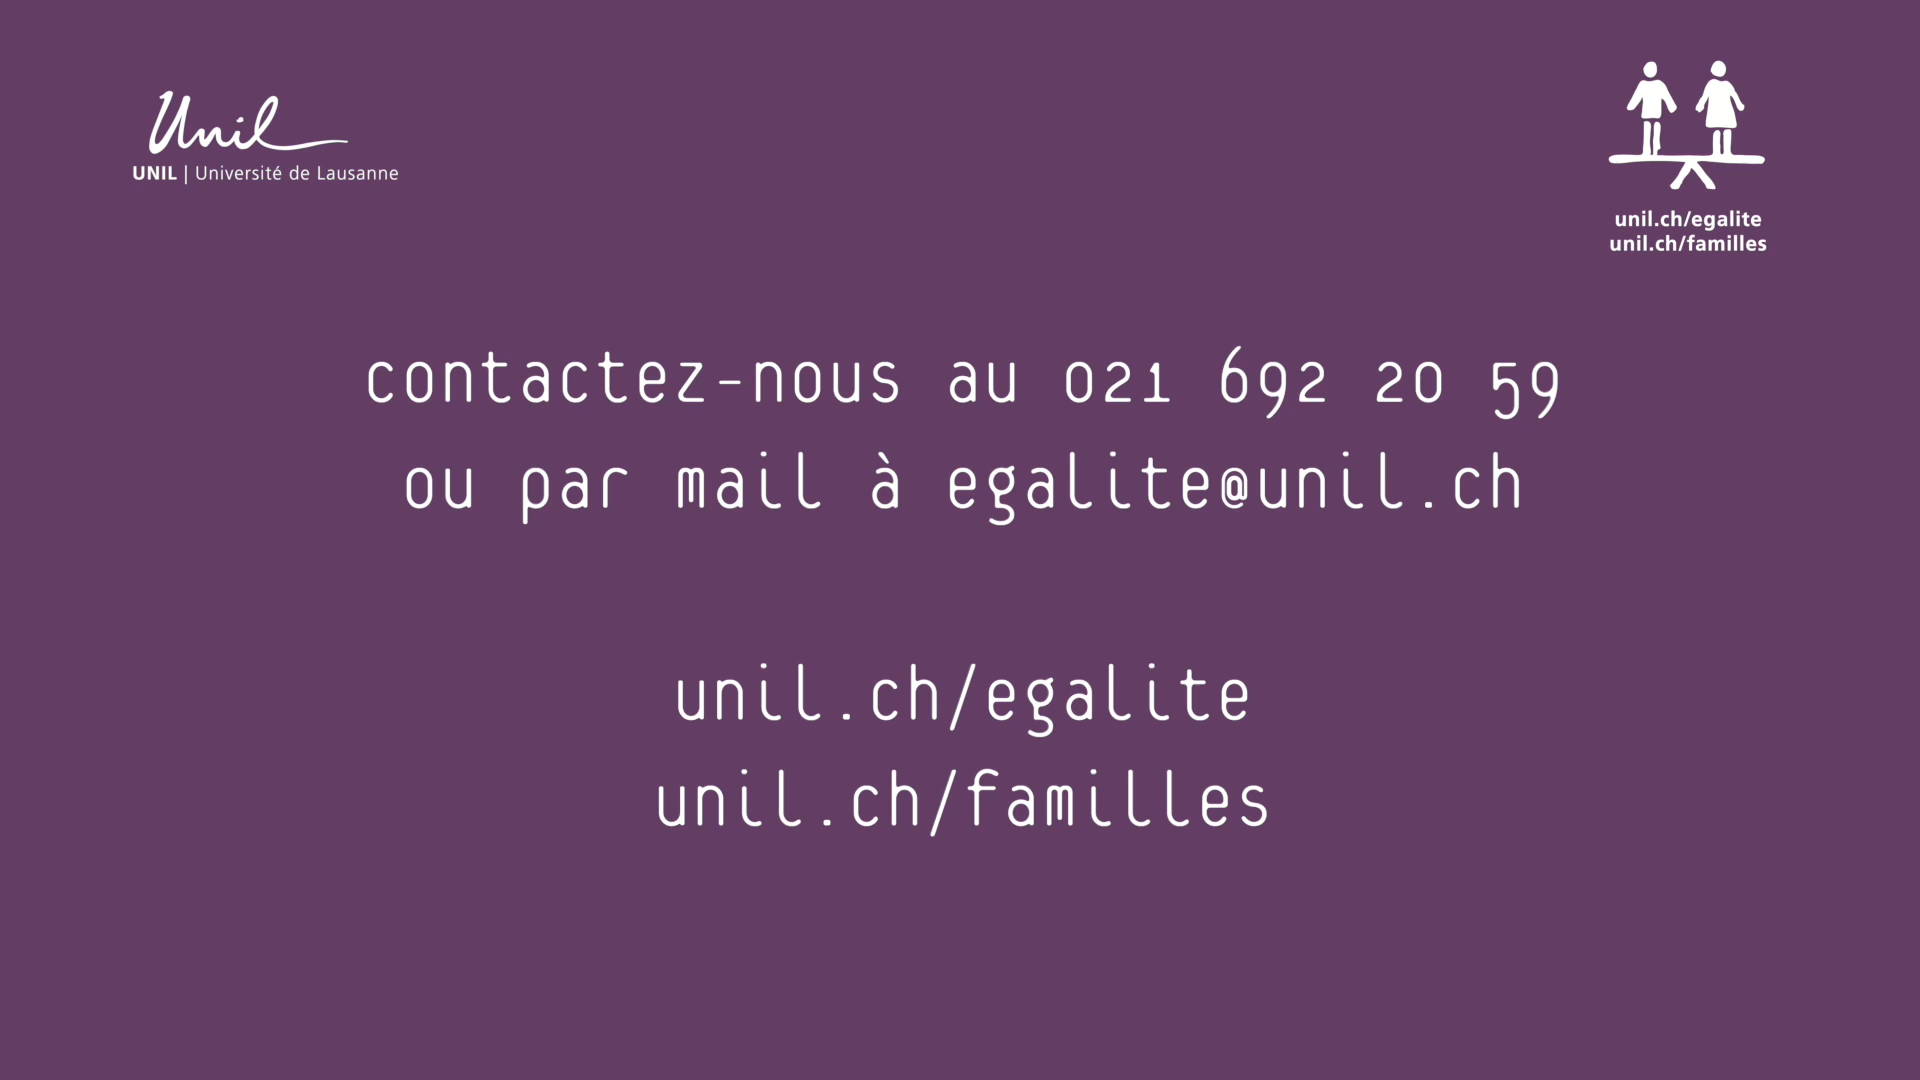 Unil
UNIL | Université de Lausanne
unil.ch/egalite
unil.ch/familles
contactez-nous au 021 692 20 59
ou par mail à egalite@unil.ch
unil.ch/egalite
unil.ch/familles